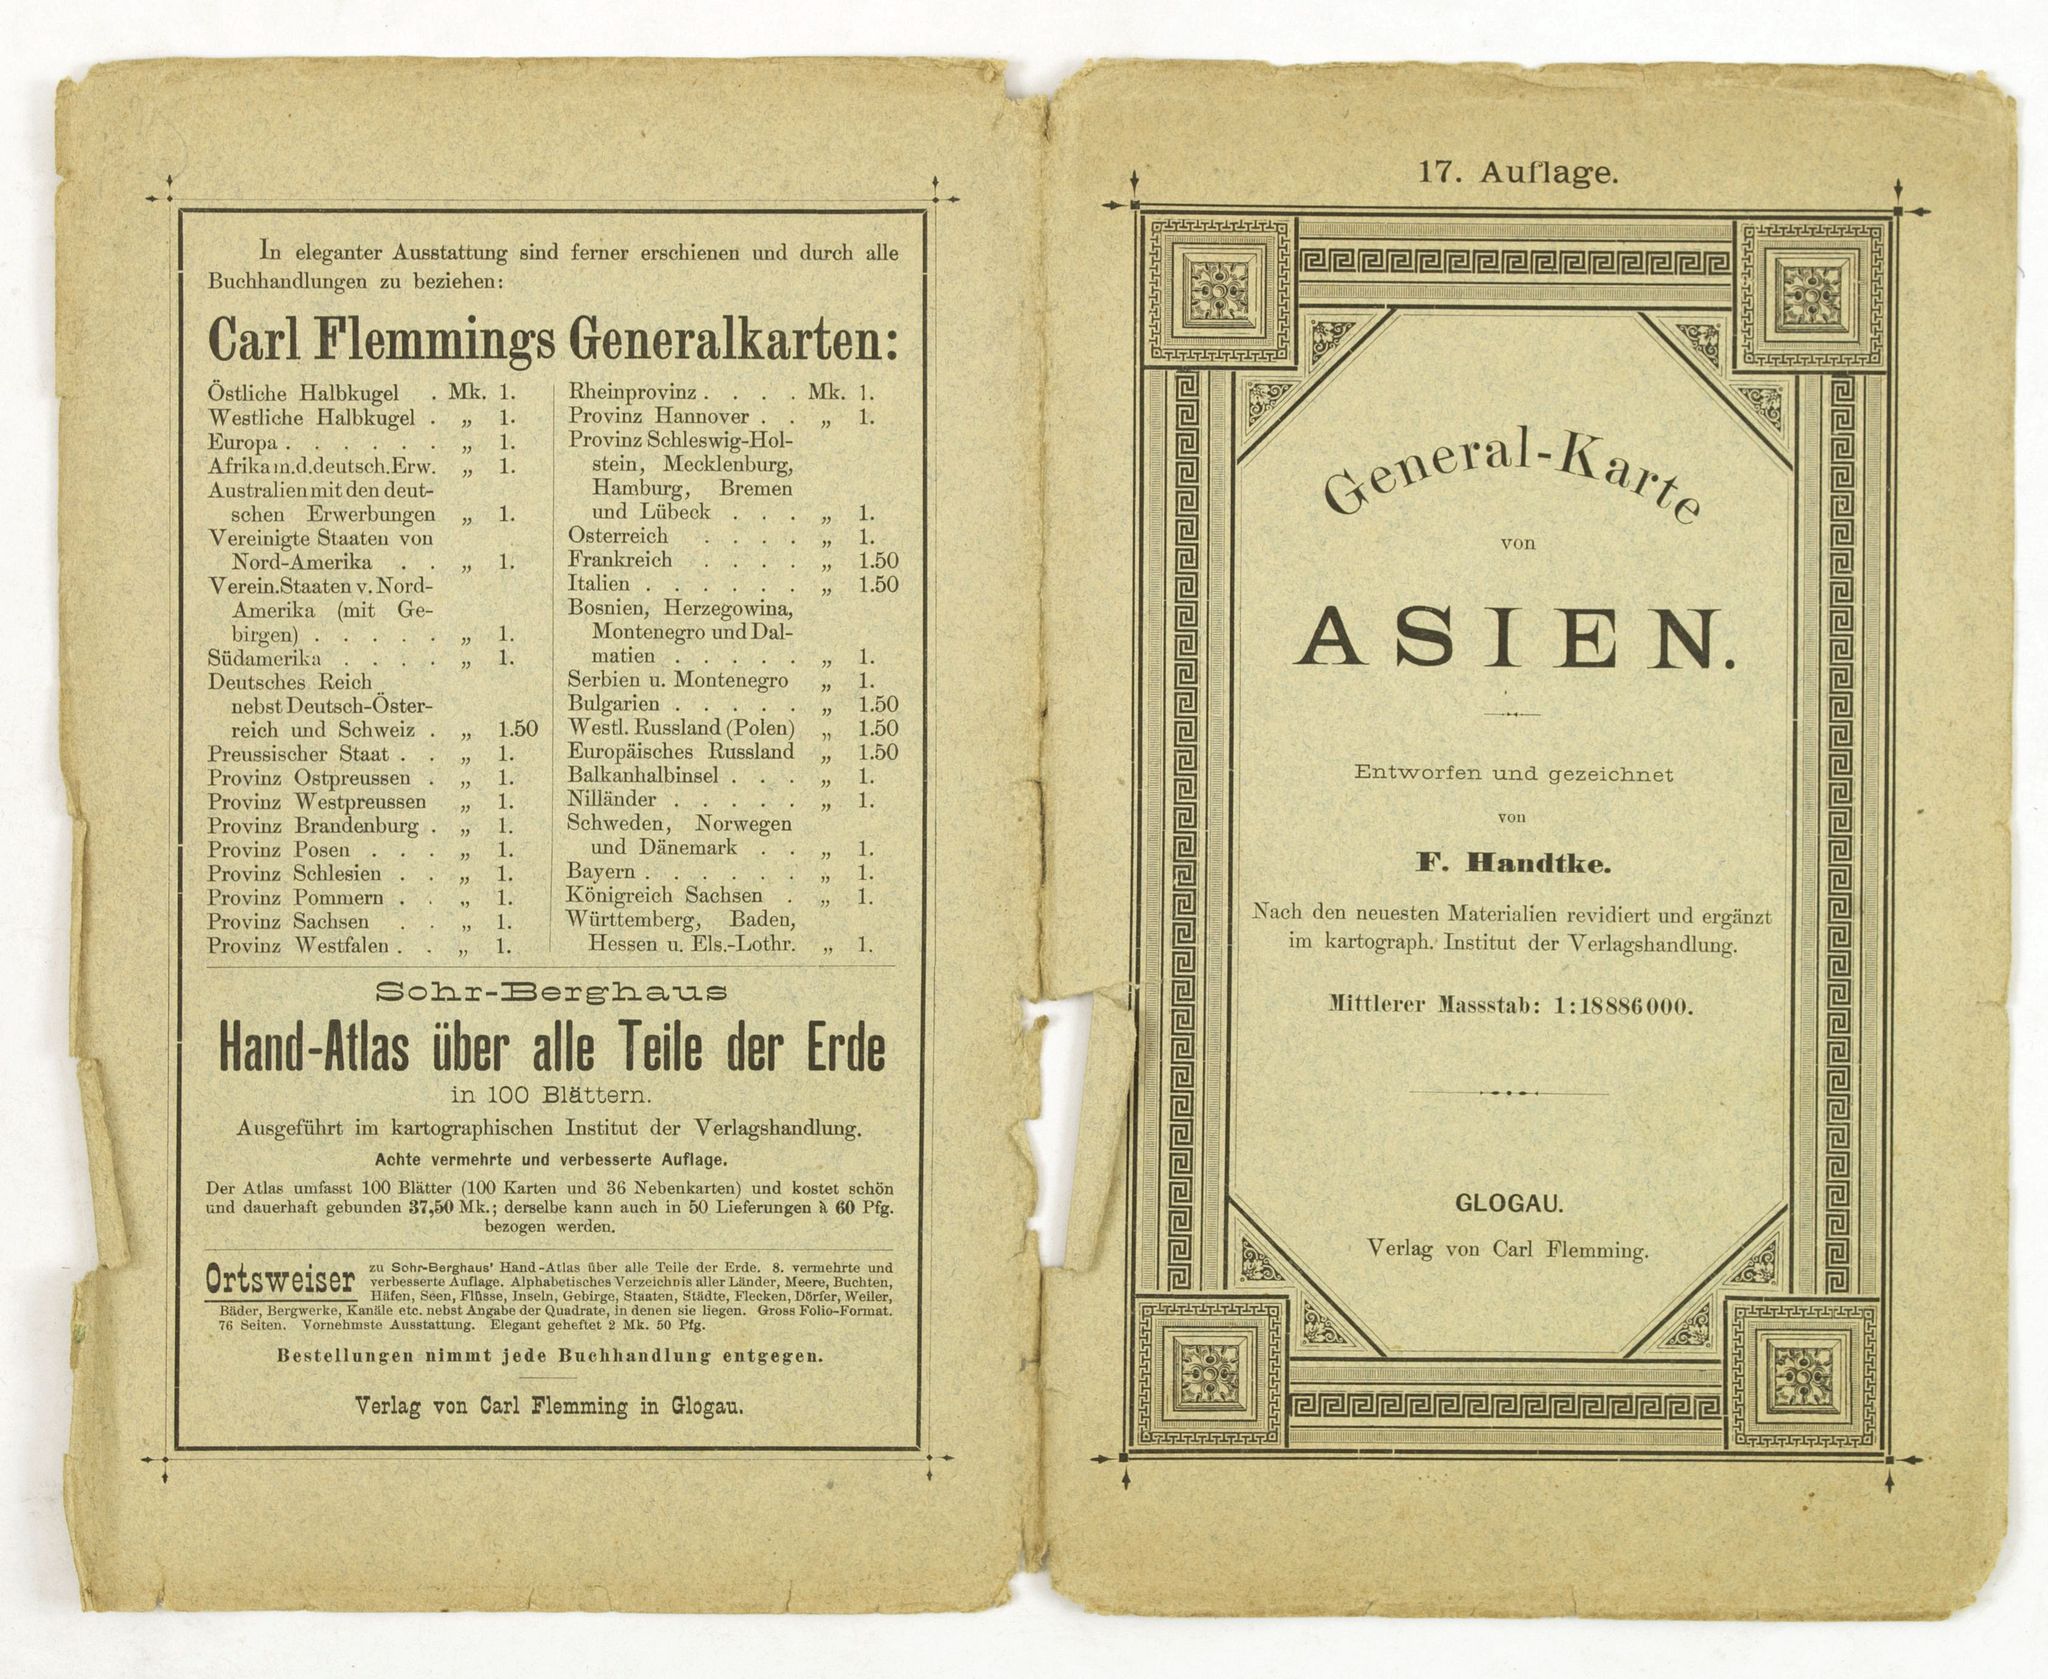 In eleganter Ausstattung sind ferner erschienen und durch alle
Buchhandlungen zu beziehen:
Carl Flemmings Generalkarten:
Östliche Halbkugel . Mk. 1.
Westliche Halbkugel . „ 1.
Europa . . . . . . „ 1.
Afrika m.d.deutsch.Erw. „ 1.
Australien mit den deut-
schen Erwerbungen „ 1.
Vereinigte Staaten von
Nord-Amerika . . „ 1.
Verein.Staaten v. Nord-
Amerika (mit Ge-
birgen) . . . . . „ 1.
Südamerika . . . . „ 1.
Deutsches Reich
nebst Deutsch-Öster-
reich und Schweiz . „ 1.50
Preussischer Staat . . „ 1.
Provinz Ostpreussen . „ 1.
Provinz Westpreussen „ 1.
Provinz Brandenburg . „ 1.
Provinz Posen . . . „ 1.
Provinz Schlesien . . „ 1.
Provinz Pommern . . „ 1.
Provinz Sachsen . . „ 1.
Provinz Westfalen . . „ 1.
Rheinprovinz . . . . Mk. 1.
Provinz Hannover . . „ 1.
Provinz Schleswig-Hol-
stein, Mecklenburg,
Hamburg, Bremen
und Lübeck . . . „ 1.
Österreich . . . . „ 1.
Frankreich . . . . „ 1.50
Italien . . . . . . „ 1.50
Bosnien, Herzegowina,
Montenegro und Dal-
matien . . . . . „ 1.
Serbien u. Montenegro „ 1.
Bulgarien . . . . . „ 1.50
Westl. Russland (Polen) „ 1.50
Europäisches Russland „ 1.50
Balkanhalbinsel . . . „ 1.
Nilländer . . . . . „ 1.
Schweden, Norwegen
und Dänemark . . „ 1.
Bayern . . . . . . „ 1.
Königreich Sachsen . „ 1.
Württemberg, Baden,
Hessen u. Els.-Lothr. „ 1.
Sohr-Berghaus
Hand-Atlas über alle Teile der Erde
in 100 Blättern.
Ausgeführt im kartographischen Institut der Verlagshandlung.
Achte vermehrte und verbesserte Auflage.
Der Atlas umfasst 100 Blätter (100 Karten und 36 Nebenkarten) und kostet schön
und dauerhaft gebunden 37,50 Mk.; derselbe kann auch in 50 Lieferungen à 60 Pfg.
bezogen werden.
Ortsweiser zu Sohr-Berghaus' Hand-Atlas über alle Teile der Erde. 8. vermehrte und
verbesserte Auflage. Alphabetisches Verzeichnis aller Länder, Meere, Buchten,
Häfen, Seen, Flüsse, Inseln, Gebirge, Staaten, Städte, Flecken, Dörfer, Weiler,
Bäder, Bergwerke, Kanäle etc. nebst Angabe der Quadrate, in denen sie liegen. Gross Folio-Format.
76 Seiten. Vornehmste Ausstattung. Elegant geheftet 2 Mk. 50 Pfg.
Bestellungen nimmt jede Buchhandlung entgegen.
Verlag von Carl Flemming in Glogau.
17. Auflage.
General-Karte
von
ASIEN.
Entworfen und gezeichnet
von
F. Handtke.
Nach den neuesten Materialien revidiert und ergänzt
im kartograph. Institut der Verlagshandlung.
Mittlerer Massstab: 1:18886000.
GLOGAU.
Verlag von Carl Flemming.